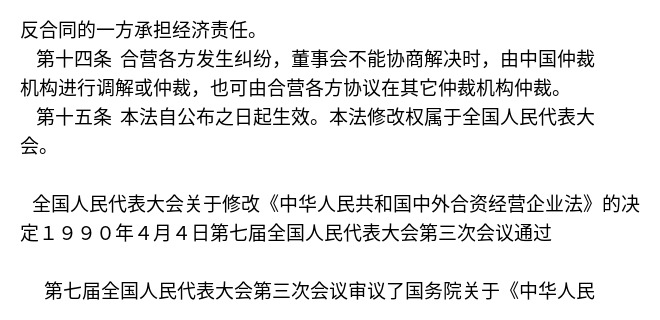 反合同的一方承担经济责任。
第十四条 合营各方发生纠纷，董事会不能协商解决时，由中国仲裁
机构进行调解或仲裁，也可由合营各方协议在其它仲裁机构仲裁。
第十五条 本法自公布之日起生效。本法修改权属于全国人民代表大
会。
全国人民代表大会关于修改《中华人民共和国中外合资经营企业法》的决
定１９９０年４月４日第七届全国人民代表大会第三次会议通过
第七届全国人民代表大会第三次会议审议了国务院关于《中华人民